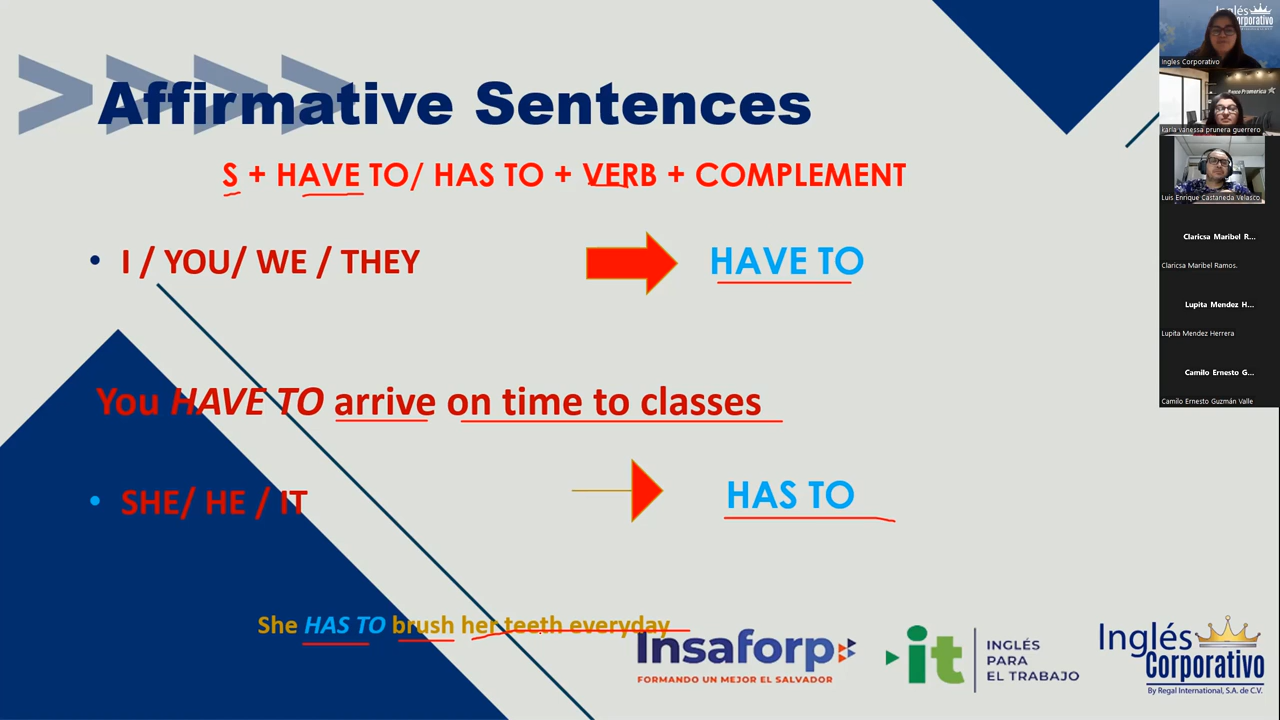 Affirmative Sentences
S + HAVE TO/ HAS TO + VERB + COMPLEMENT
• I / YOU/ WE / THEY
HAVE TO
You HAVE TO arrive on time to classes
• SHE/ HE / IT
HAS TO
She HAS TO brush her teeth everyday
Insaforp
FORMANDO UN MEJOR EL SALVADOR
it
INGLÉS
PARA
EL TRABAJO
Inglés
Corporativo
By Regal International, S.A. de C.V.
Inglés
Corporativo
Ingles Corporativo
Banco Promerica
karla vanessa prunera guerrero
Luis Enrique Castaneda Velasco
Claricsa Maribel R...
Claricsa Maribel Ramos.
Lupita Mendez H...
Lupita Mendez Herrera
Camilo Ernesto G...
Camilo Ernesto Guzmán Valle